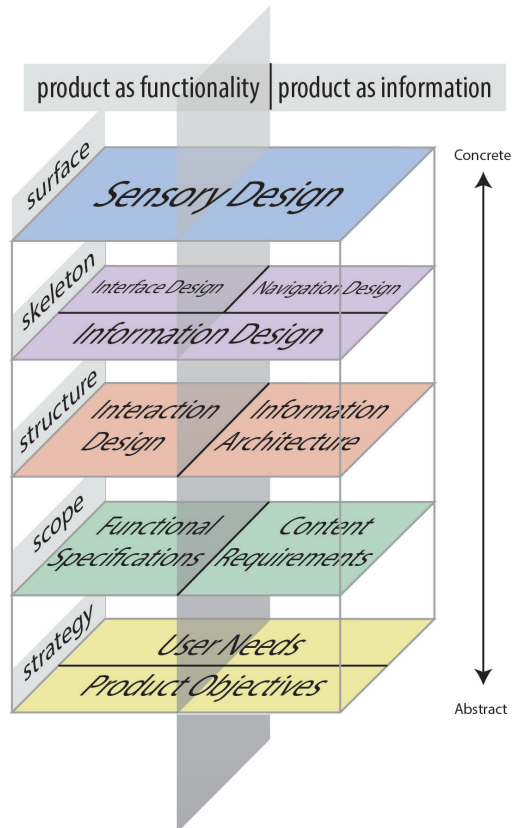 product as functionality
product as information
Concrete
surface
Sensory Design
skeleton
Interface Design
Navigation Design
Information Design
structure
Interaction
Design
Information
Architecture
scope
Functional
Specifications
Content
Requirements
strategy
User Needs
Product Objectives
Abstract